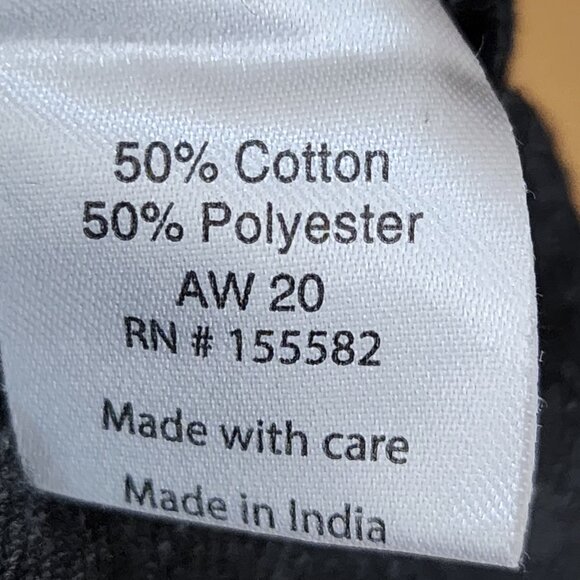 50% Cotton
50% Polyester
AW 20
RN # 155582
Made with care
Made in India